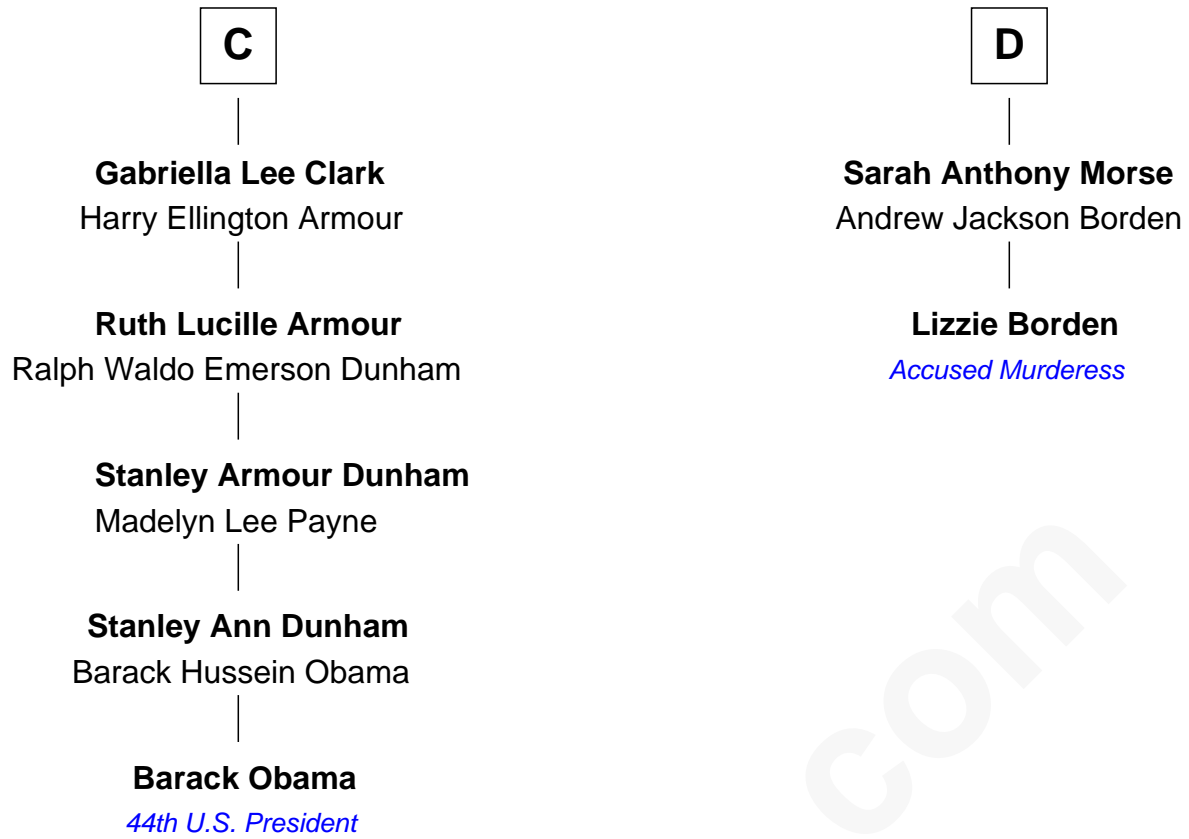 C
Gabriella Lee Clark
Harry Ellington Armour
Ruth Lucille Armour
Ralph Waldo Emerson Dunham
Stanley Armour Dunham
Madelyn Lee Payne
Stanley Ann Dunham
Barack Hussein Obama
Barack Obama
44th U.S. President
D
Sarah Anthony Morse
Andrew Jackson Borden
Lizzie Borden
Accused Murderess
com